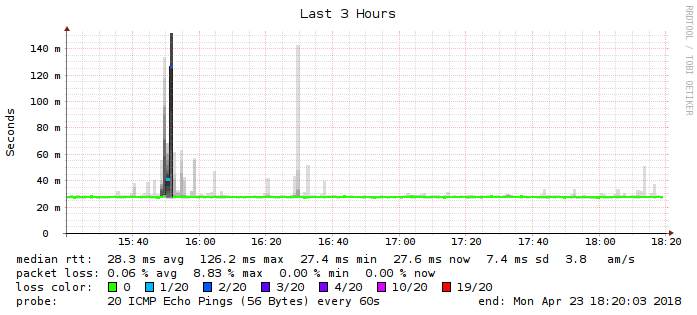 Last 3 Hours
RRDTOOL / TOBI OETIKER
Seconds
140 m
120 m
100 m
80 m
60 m
40 m
20 m
0
15:40 16:00 16:20 16:40 17:00 17:20 17:40 18:00 18:20
median rtt: 28.3 ms avg 126.2 ms max 27.4 ms min 27.6 ms now 7.4 ms sd 3.8 am/s
packet loss: 0.06 % avg 8.83 % max 0.00 % min 0.00 % now
loss color: 0 1/20 2/20 3/20 4/20 10/20 19/20
probe: 20 ICMP Echo Pings (56 Bytes) every 60s end: Mon Apr 23 18:20:03 2018